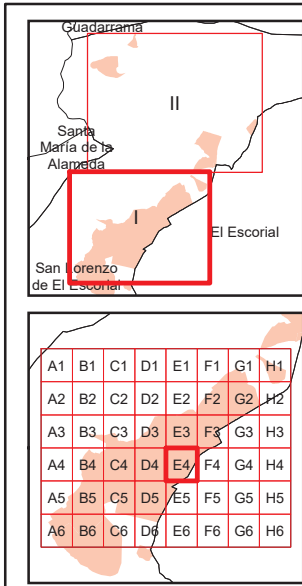 Guadarrama
II
Santa
María de la
Alameda
I
El Escorial
San Lorenzo
de El Escorial
A1 B1 C1 D1 E1 F1 G1 H1
A2 B2 C2 D2 E2 F2 G2 H2
A3 B3 C3 D3 E3 F3 G3 H3
A4 B4 C4 D4 E4 F4 G4 H4
A5 B5 C5 D5 E5 F5 G5 H5
A6 B6 C6 D6 E6 F6 G6 H6